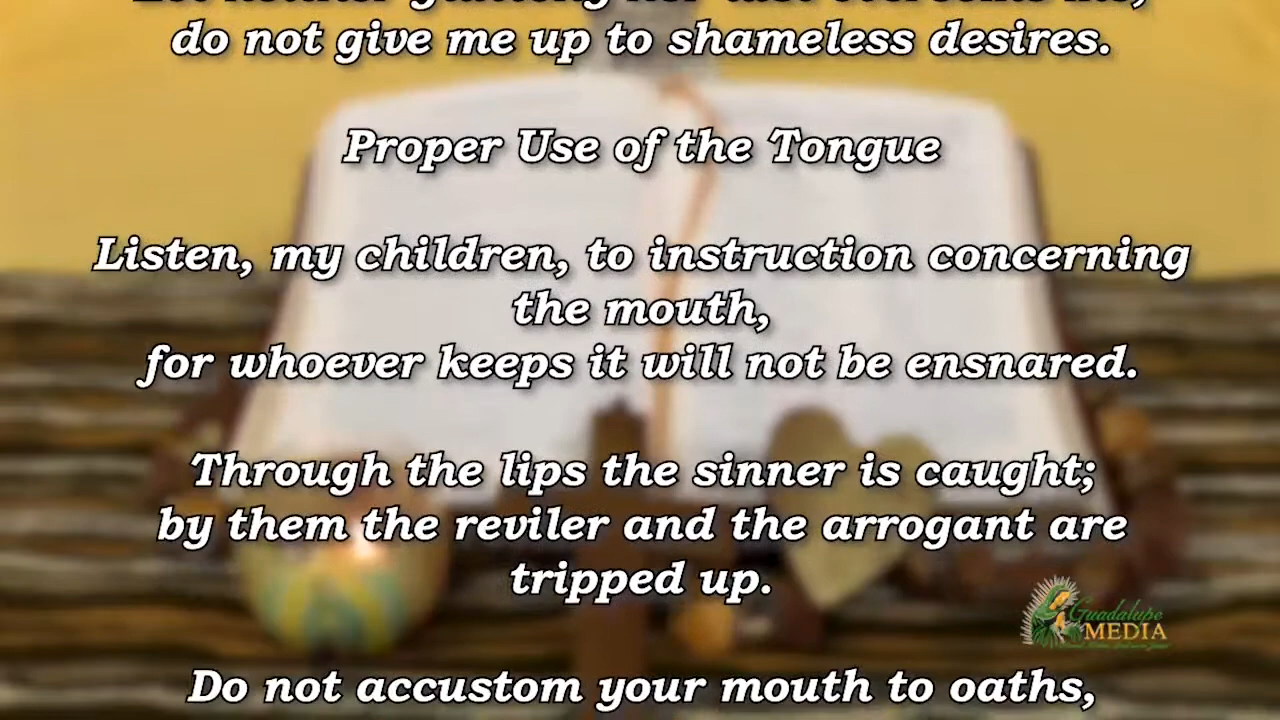 do not give me up to shameless desires.
Proper Use of the Tongue
Listen, my children, to instruction concerning
the mouth,
for whoever keeps it will not be ensnared.
Through the lips the sinner is caught;
by them the reviler and the arrogant are
tripped up.
Guadalupe
MEDIA
Do not accustom your mouth to oaths,